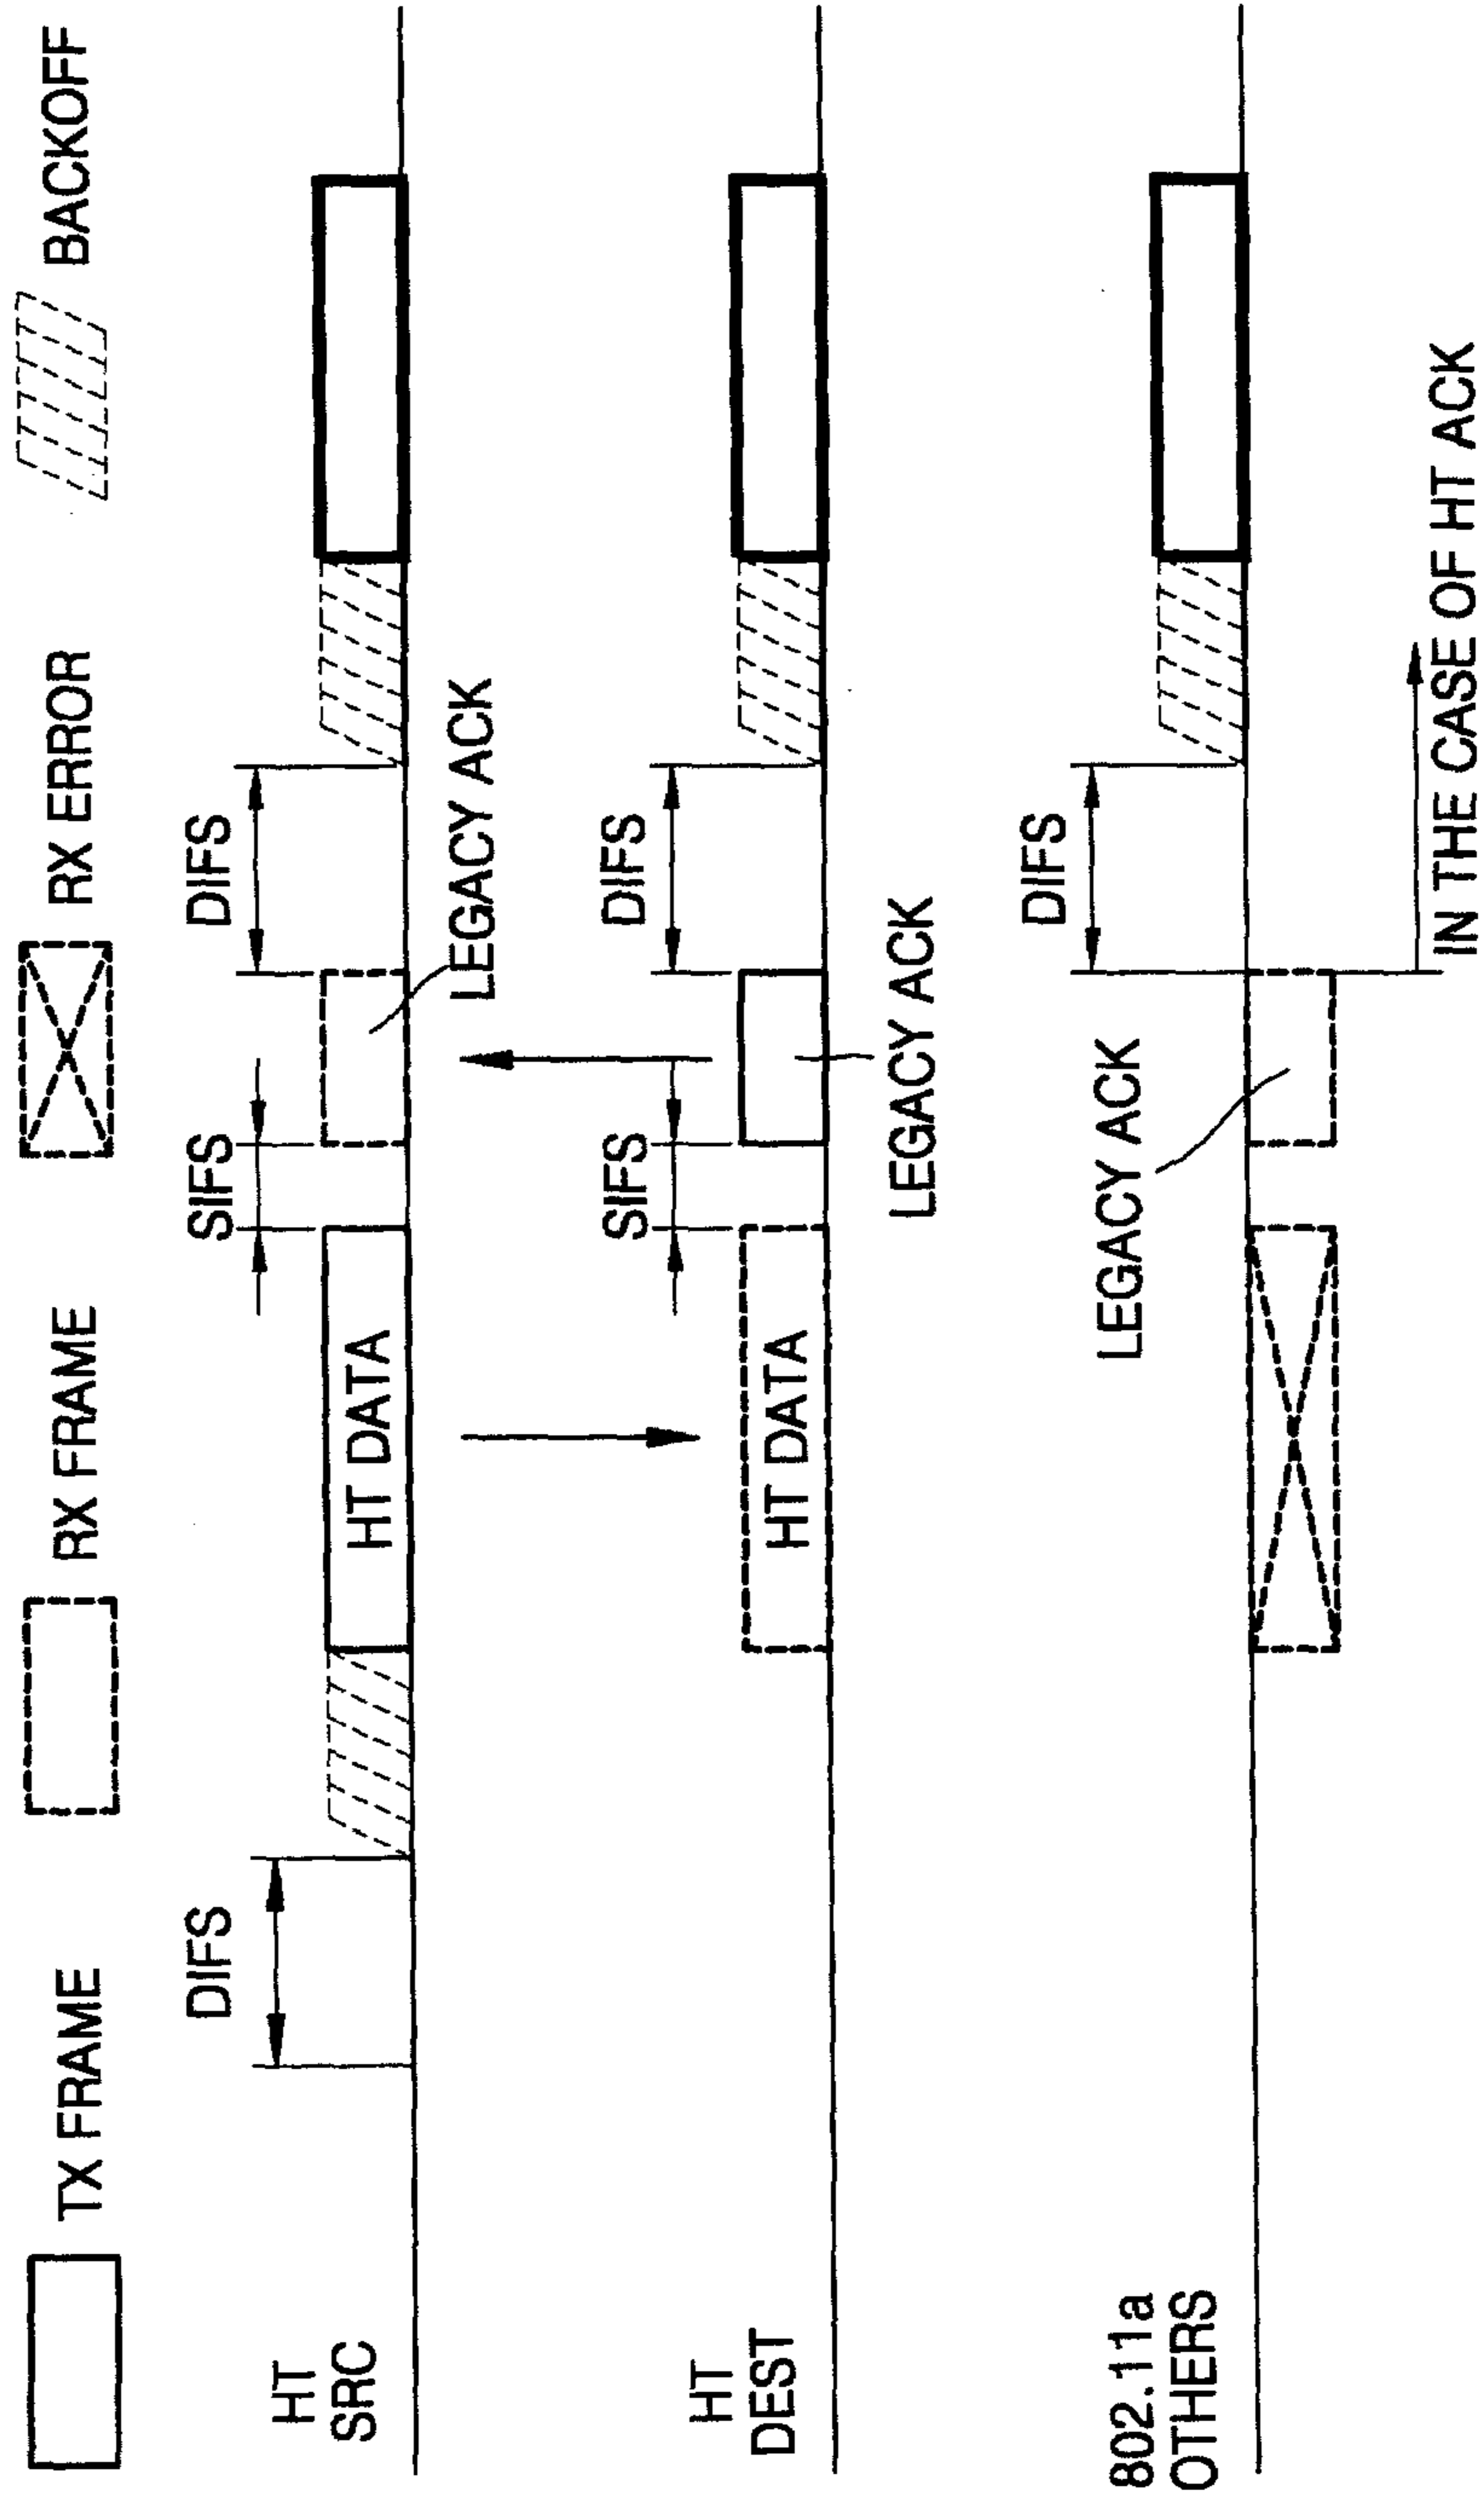 TX FRAME
RX FRAME
RX ERROR
BACKOFF
HT
SRC
DIFS
HT DATA
SIFS
LEGACY ACK
DIFS
HT
DEST
HT DATA
SIFS
LEGACY ACK
DIFS
802.11a
OTHERS
LEGACY ACK
DIFS
IN THE CASE OF HT ACK